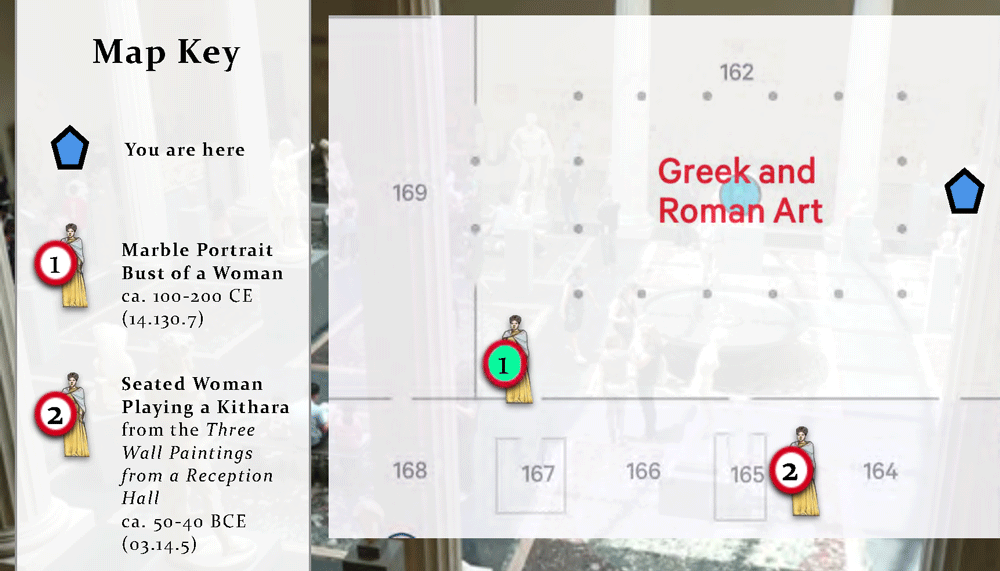 Map Key
You are here
1
Marble Portrait
Bust of a Woman
ca. 100-200 CE
(14.130.7)
2
Seated Woman
Playing a Kithara
from the Three
Wall Paintings
from a Reception
Hall
ca. 50-40 BCE
(03.14.5)
162
Greek and
Roman Art
169
1
168
167
166
165
2
164